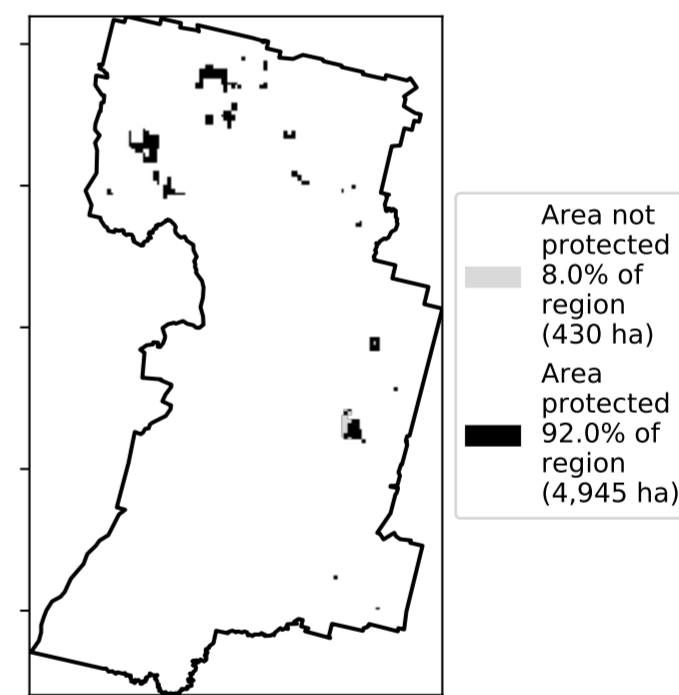 Area not
protected
8.0% of
region
(430 ha)
Area
protected
92.0% of
region
(4,945 ha)